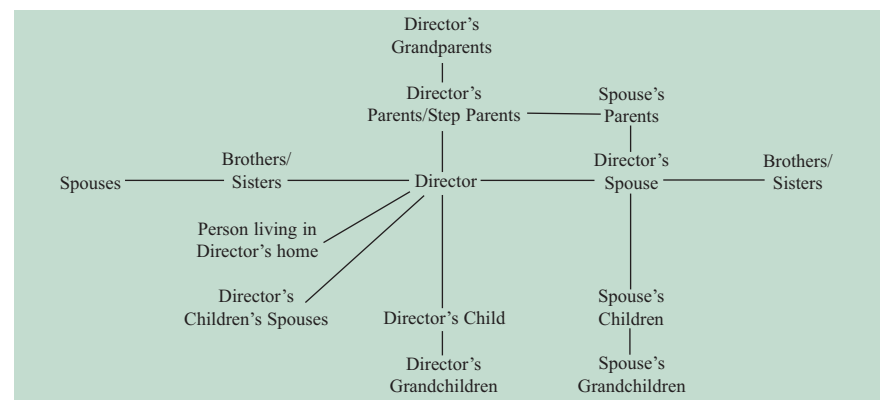 Director’s
Grandparents
Director’s
Parents/Step Parents
Spouse’s
Parents
Spouses
Brothers/
Sisters
Director
Director’s
Spouse
Brothers/
Sisters
Person living in
Director’s home
Director’s
Children’s Spouses
Director’s Child
Spouse’s
Children
Director’s
Grandchildren
Spouse’s
Grandchildren